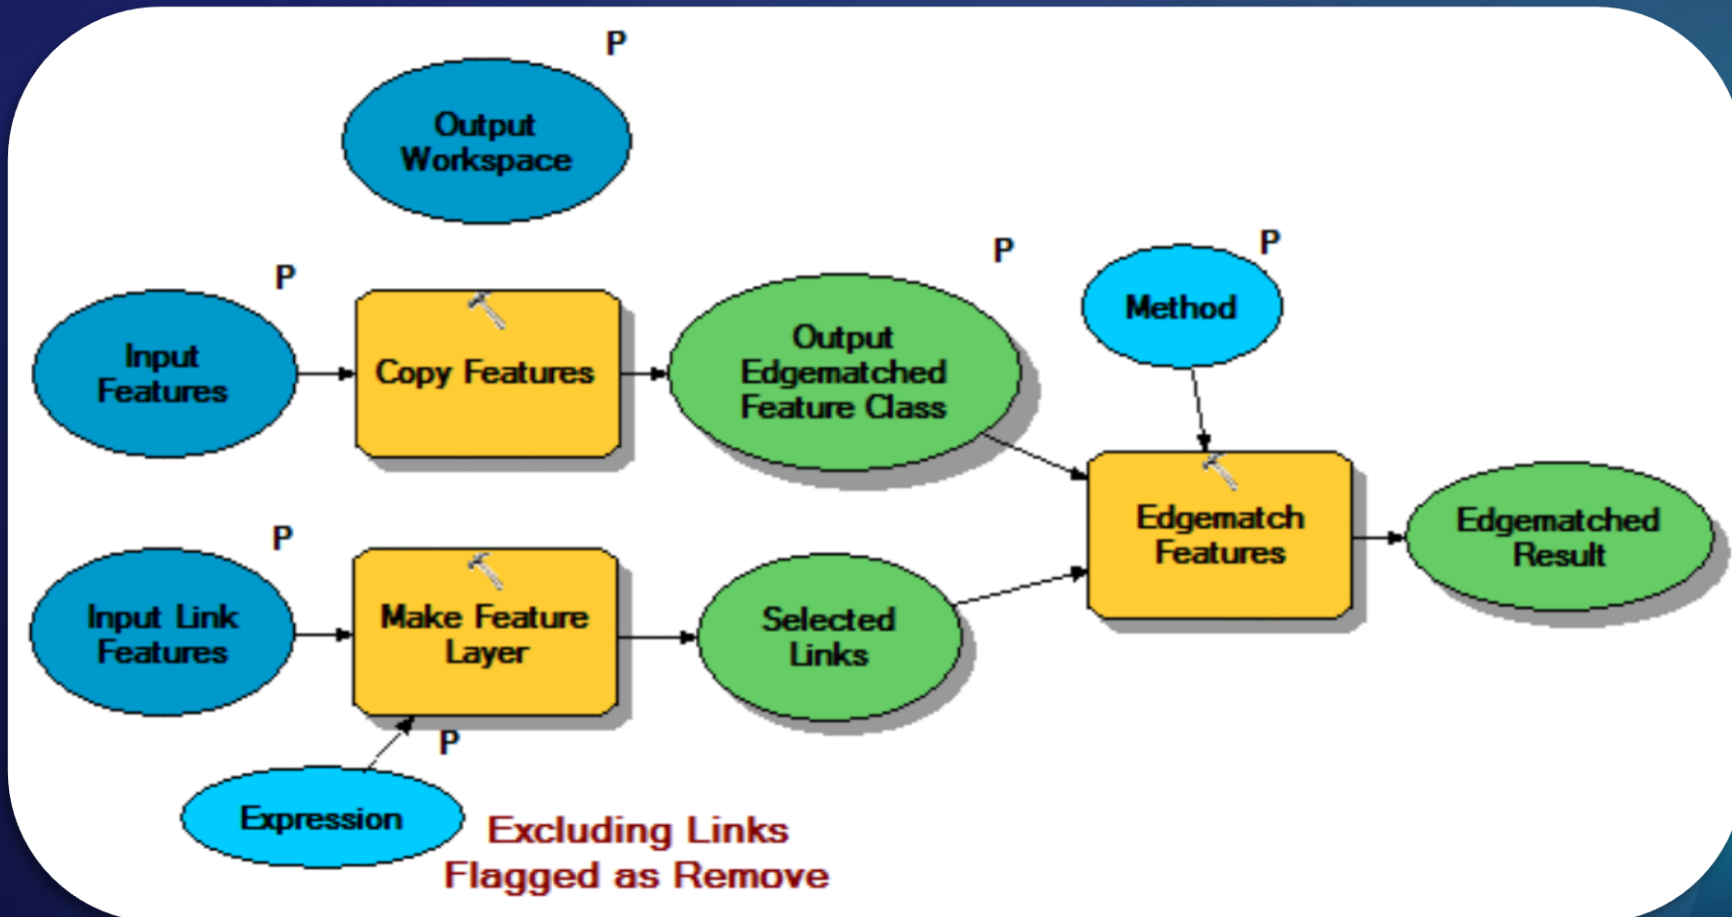 P
Output
Workspace
P
Input
Features
Copy Features
P
Output
Edgematched
Feature Class
P
Method
P
Input Link
Features
Make Feature
Layer
Selected
Links
Edgematch
Features
Edgematched
Result
P
Expression
Excluding Links
Flagged as Remove